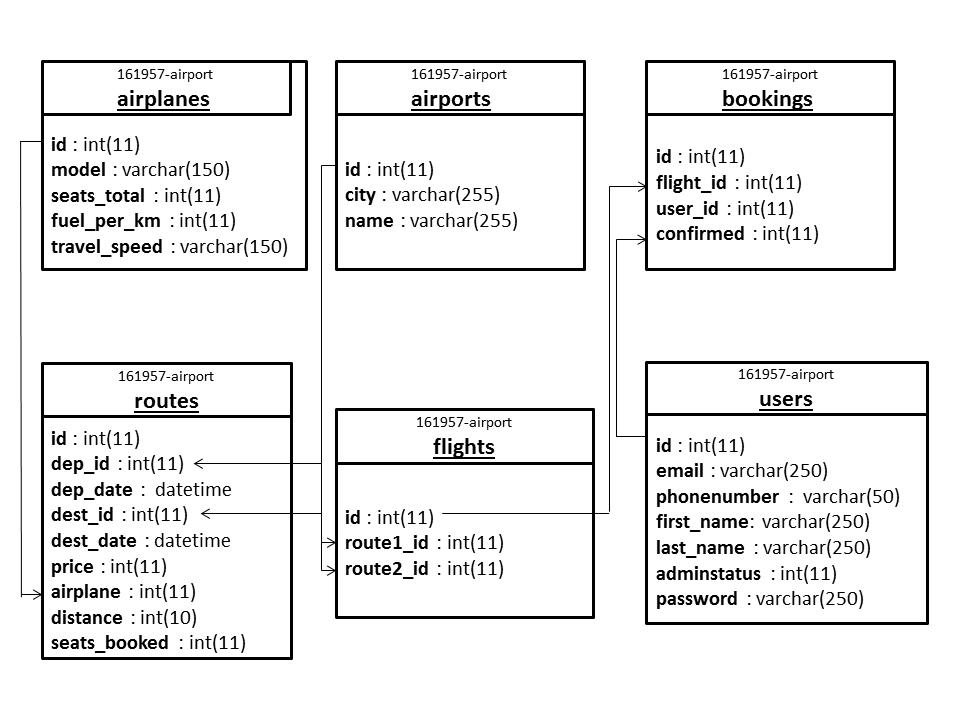 161957-airport
airplanes
id : int(11)
model : varchar(150)
seats_total : int(11)
fuel_per_km : int(11)
travel_speed : varchar(150)
161957-airport
airports
id : int(11)
city : varchar(255)
name : varchar(255)
161957-airport
bookings
id : int(11)
flight_id : int(11)
user_id : int(11)
confirmed : int(11)
161957-airport
routes
id : int(11)
dep_id : int(11)
dep_date : datetime
dest_id : int(11)
dest_date : datetime
price : int(11)
airplane : int(11)
distance : int(10)
seats_booked : int(11)
161957-airport
flights
id : int(11)
route1_id : int(11)
route2_id : int(11)
161957-airport
users
id : int(11)
email : varchar(250)
phonenumber : varchar(50)
first_name: varchar(250)
last_name : varchar(250)
adminstatus : int(11)
password : varchar(250)